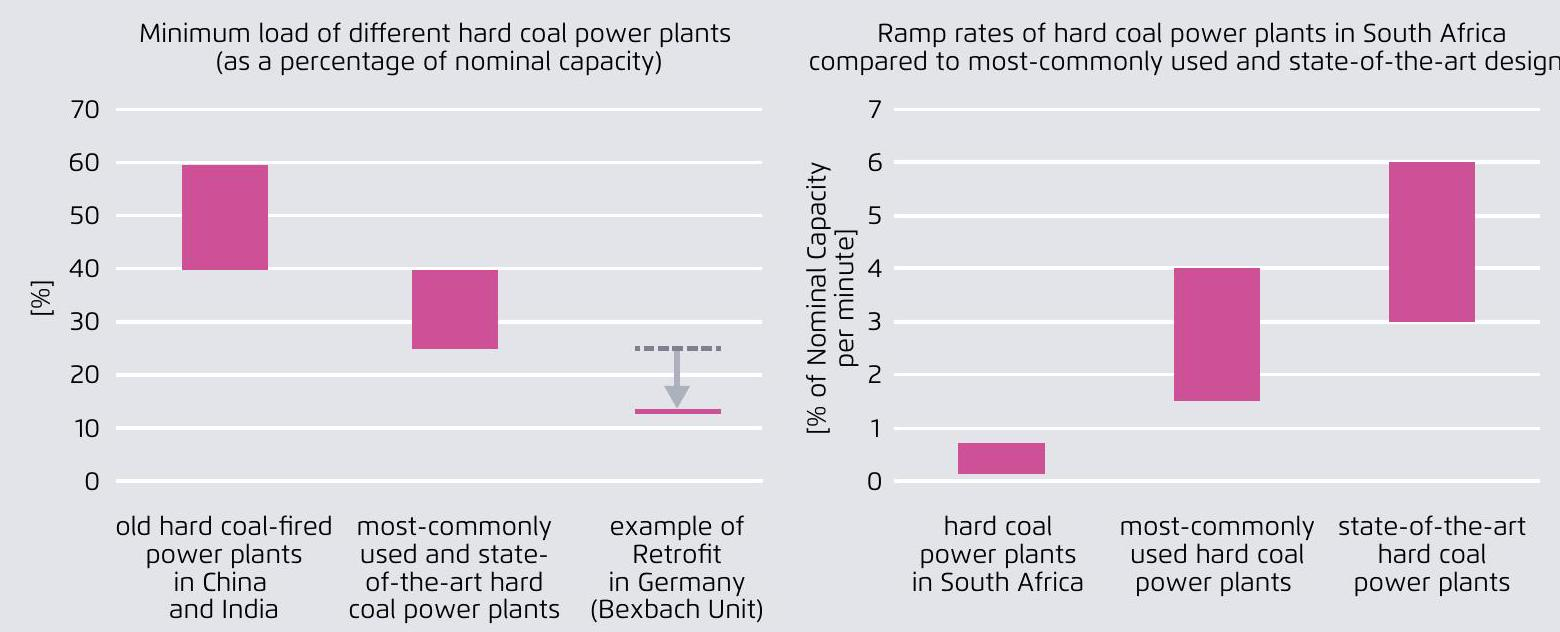 Minimum load of different hard coal power plants
(as a percentage of nominal capacity)
70
60
50
40
30
20
10
0
[%]
old hard coal-fired
power plants
in China
and India
most-commonly
used and state-
of-the-art hard
coal power plants
example of
Retrofit
in Germany
(Bexbach Unit)
Ramp rates of hard coal power plants in South Africa
compared to most-commonly used and state-of-the-art design
7
6
5
4
3
2
1
0
[% of Nominal Capacity
per minute]
hard coal
power plants
in South Africa
most-commonly
used hard coal
power plants
state-of-the-art
hard coal
power plants